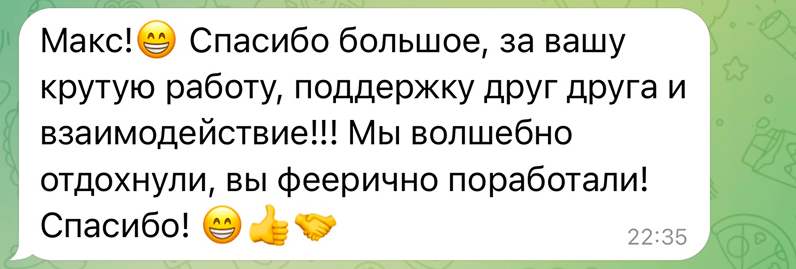 Макс!😁 Спасибо большое, за вашу
крутую работу, поддержку друг друга и
взаимодействие!!! Мы волшебно
отдохнули, вы феерично поработали!
Спасибо! 😁👍🤝
22:35